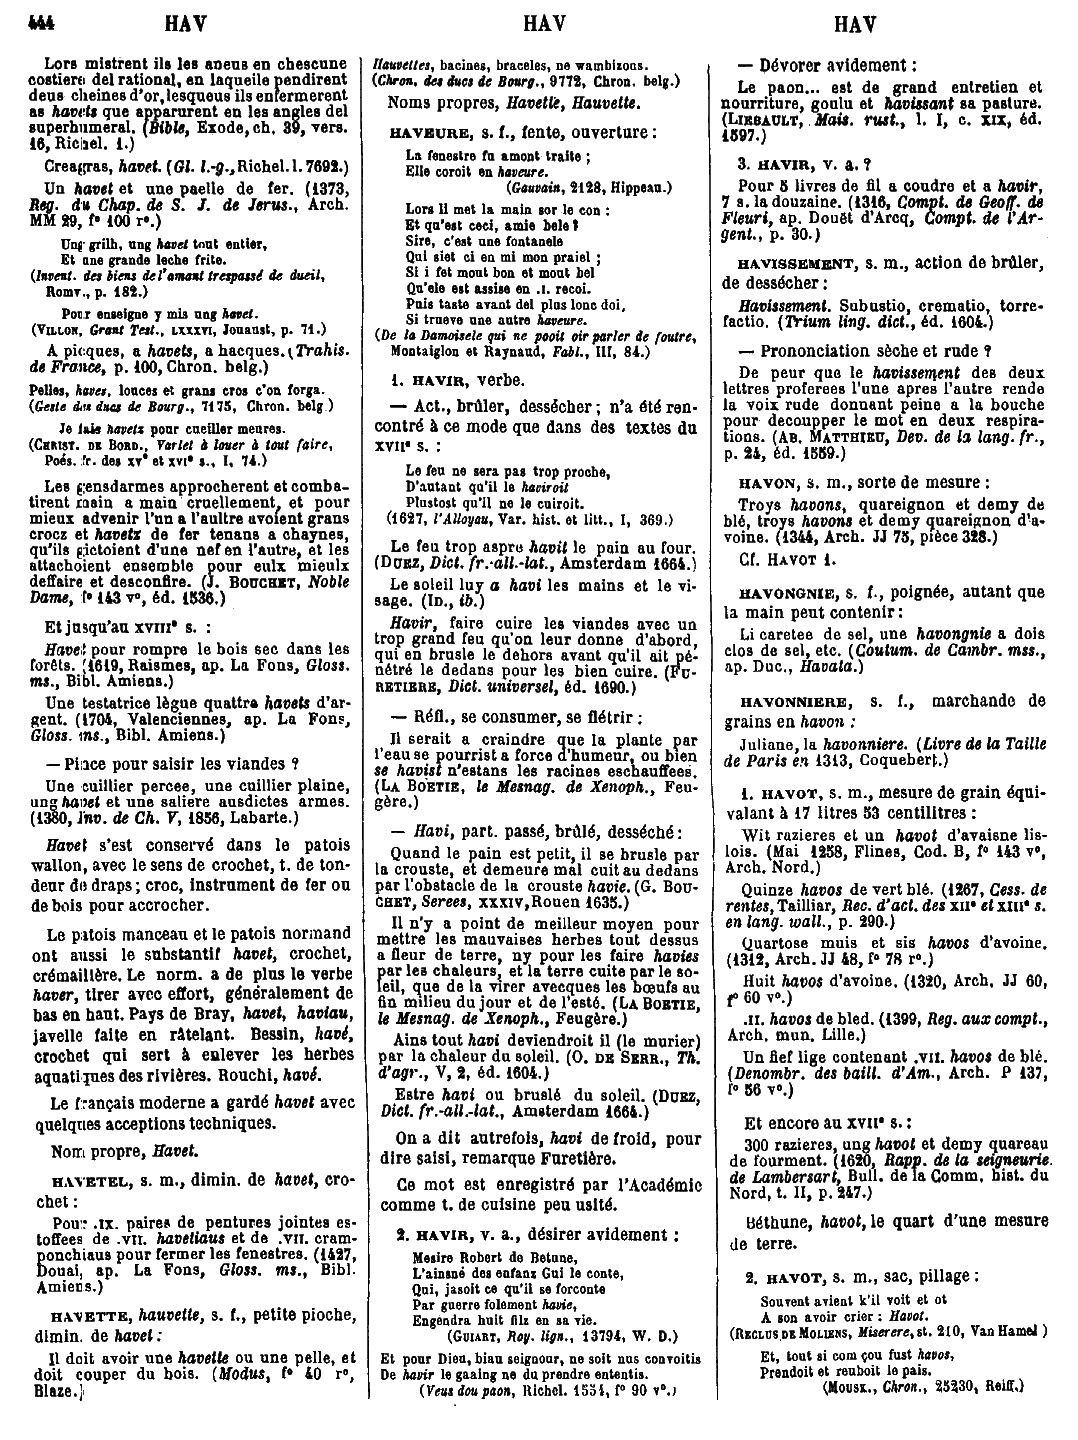 444 HAV HAV HAV
Lors mistrent ils les aneus en chescune
costiere del rational, en laqueile pendirent
deus cheines d'or, lesqueus ils enfermerent
as havets que apparurent en les angles del
superhumeral. (Bible, Exode, ch. 39, vers.
16, Richel. 1.)
Creagras, havet. (Gl. l.-g., Richel. l. 7692.)
Un havet et une paelle de fer. (1373,
Reg. du Chap. de S. J. de Jerus., Arch.
MM 29, f° 100 r°.)
Ung grilh, ung havet tout entier,
Et une grande leche frite.
(Invent. des biens de l'amant trespassé de dueil,
Romv., p. 182.)
Pour enseigne y mis ung havet.
(VILLON, Grant Test., LXXXVI, Jouaust, p. 71.)
A picques, a havets, a hacques. (Trahis.
de France, p. 100, Chron. belg.)
Pelles, haves, louces et grans cros c'on forga.
(Geste des ducs de Bourg., 7175, Chron. belg.)
Je fais havetz pour cueiller meures.
(CHRIST. DE BORD., Varlet à louer à tout faire,
Poés. fr. des XV° et XVI° s., I, 74.)
Les gensdarmes approcherent et comba-
tirent main a main cruellement, et pour
mieux advenir l'un a l'aultre avoient grans
crocz et havetz de fer tenans a chaynes,
qu'ils gictoient d'une nef en l'autre, et les
attachoient ensemble pour eulx mieulx
deffaire et desconfire. (J. BOUCHET, Noble
Dame, f° 143 v°, éd. 1536.)
Et jusqu'au XVIII° s. :
Havet pour rompre le bois sec dans les
forêts. (1619, Raismes, ap. La Fons, Gloss.
ms., Bibl. Amiens.)
Une testatrice lègue quattre havets d'ar-
gent. (1704, Valenciennes, ap. La Fons,
Gloss. ms., Bibl. Amiens.)
— Pince pour saisir les viandes ?
Une cuillier percee, une cuillier plaine,
ung havet et une saliere ausdictes armes.
(1380, Inv. de Ch. V, 1856, Labarte.)
Havet s'est conservé dans le patois
wallon, avec le sens de crochet, t. de ton-
deur de draps ; croc, instrument de fer ou
de bois pour accrocher.
Le patois manceau et le patois normand
ont aussi le substantif havet, crochet,
crémaillère. Le norm. a de plus le verbe
haver, tirer avec effort, généralement de
bas en haut. Pays de Bray, havet, haviau,
javelle faite en râtelant. Bessin, havé,
crochet qui sert à enlever les herbes
aquatiques des rivières. Rouchi, havé.
Le français moderne a gardé havet avec
quelques acceptions techniques.
Nom propre, Havet.
HAVETEL, s. m., dimin. de havet, cro-
chet :
Pour .IX. paires de pentures jointes es-
toffees de .VII. haveliaus et de .VII. cram-
ponchiaus pour fermer les fenestres. (1427,
Douai, ap. La Fons, Gloss. ms., Bibl.
Amiens.)
HAVETTE, hauvette, s. f., petite pioche,
dimin. de havet :
Il doit avoir une havette ou une pelle, et
doit couper du bois. (Modus, f° 40 r°,
Blaze.)
Hauvettes, bacines, braceles, ne wambizons.
(Chron. des ducs de Bourg., 9772, Chron. belg.)
Noms propres, Havette, Hauvette.
HAVEURE, s. f., fente, ouverture :
La fenestre fu amont traite ;
Elle coroit en haveure.
(Gauvain, 2128, Hippeau.)
Lors li met la main sor le con :
Et qu'est ceci, amie bele ?
Sire, c'est une fontanele
Qui siet ci en mi mon praiel ;
Si i fet mout bon et mout bel
Qu'ele est assise en .I. recoi.
Puis taste avant del plus lonc doi,
Si trueve une autre haveure.
(De la Damoisele qui ne pooit oir parler de foutre,
Montaiglon et Raynaud, Fabl., III, 84.)
1. HAVIR, verbe.
— Act., brûler, dessécher ; n'a été ren-
contré à ce mode que dans des textes du
XVII° s. :
Le feu ne sera pas trop proche,
D'autant qu'il le haviroit
Plustost qu'il ne le cuiroit.
(1627, l'Alloyau, Var. hist. et litt., I, 369.)
Le feu trop aspre havit le pain au four.
(DUEZ, Dict. fr.-all.-lat., Amsterdam 1664.)
Le soleil luy a havi les mains et le vi-
sage. (ID., ib.)
Havir, faire cuire les viandes avec un
trop grand feu qu'on leur donne d'abord,
qui en brusle le dehors avant qu'il ait pé-
nétré le dedans pour les bien cuire. (FU-
RETIERE, Dict. universel, éd. 1690.)
— Réfl., se consumer, se flétrir :
Il serait a craindre que la plante par
l'eau se pourrist a force d'humeur, ou bien
se havist n'estans les racines eschauffees.
(LA BOETIE, le Mesnag. de Xenoph., Feu-
gère.)
— Havi, part. passé, brûlé, desséché :
Quand le pain est petit, il se brusle par
la crouste, et demeure mal cuit au dedans
par l'obstacle de la crouste havie. (G. BOU-
CHET, Serees, XXXIV, Rouen 1635.)
Il n'y a point de meilleur moyen pour
mettre les mauvaises herbes tout dessus
a fleur de terre, ny pour les faire havies
par les chaleurs, et la terre cuite par le so-
leil, que de la virer avecques les bœufs au
fin milieu du jour et de l'esté. (LA BOETIE,
le Mesnag. de Xenoph., Feugère.)
Ains tout havi deviendroit il (le murier)
par la chaleur du soleil. (O. DE SERR., Th.
d'agr., V, 2, éd. 1604.)
Estre havi ou bruslé du soleil. (DUEZ,
Dict. fr.-all.-lat., Amsterdam 1664.)
On a dit autrefois, havi de froid, pour
dire saisi, remarque Furetière.
Ce mot est enregistré par l'Académie
comme t. de cuisine peu usité.
2. HAVIR, v. a., désirer avidement :
Mesire Robert de Betune,
L'ainsné des enfanz Gui le conte,
Qui, jasoit ce qu'il se forconte
Par guerre folement havie,
Engendra huit filz en sa vie.
(GUIART, Roy. lign., 13794, W. D.)
Et pour Dieu, biau seignour, ne soit nus convoitis
De havir le gaaing ne du prendre ententis.
(Veus dou paon, Richel. 1554, f° 90 v°.)
— Dévorer avidement :
Le paon... est de grand entretien et
nourriture, goulu et havissant sa pasture.
(LIEBAULT, Mais. rust., l. I, c. XIX, éd.
1597.)
3. HAVIR, v. a. ?
Pour 5 livres de fil a coudre et a havir,
7 s. la douzaine. (1316, Compt. de Geoff. de
Fleuri, ap. Douët d'Arcq, Compt. de l'Ar-
gent., p. 30.)
HAVISSEMENT, s. m., action de brûler,
de dessécher :
Havissement. Subustio, crematio, torre-
factio. (Trium ling. dict., éd. 1604.)
— Prononciation sèche et rude ?
De peur que le havissement des deux
lettres proferees l'une apres l'autre rende
la voix rude donnant peine a la bouche
pour decoupper le mot en deux respira-
tions. (AB. MATTHIEU, Dev. de la lang. fr.,
p. 24, éd. 1559.)
HAVON, s. m., sorte de mesure :
Troys havons, quareignon et demy de
blé, troys havons et demy quareignon d'a-
voine. (1344, Arch. JJ 75, pièce 328.)
Cf. HAVOT 1.
HAVONGNIE, s. f., poignée, autant que
la main peut contenir :
Li caretee de sel, une havongnie a dois
clos de sel, etc. (Coutum. de Cambr. mss.,
ap. Duc., Havata.)
HAVONNIERE, s. f., marchande de
grains en havon :
Juliane, la havonniere. (Livre de la Taille
de Paris en 1313, Coquebert.)
1. HAVOT, s. m., mesure de grain équi-
valant à 17 litres 53 centilitres :
Wit razieres et un havot d'avaisne lis-
lois. (Mai 1258, Flines, Cod. B, f° 143 v°,
Arch. Nord.)
Quinze havos de vert blé. (1267, Cess. de
rentes, Tailliar, Rec. d'act. des XII° et XIII° s.
en lang. wall., p. 290.)
Quartose muis et sis havos d'avoine.
(1312, Arch. JJ 48, f° 78 r°.)
Huit havos d'avoine. (1320, Arch. JJ 60,
f° 60 v°.)
.II. havos de bled. (1399, Reg. aux compt.,
Arch. mun. Lille.)
Un fief lige contenant .VII. havos de blé.
(Denombr. des baill. d'Am., Arch. P 137,
f° 56 v°.)
Et encore au XVII° s. :
300 razieres, ung havot et demy quareau
de fourment. (1620, Rapp. de la seigneurie
de Lambersart, Bull. de la Comm. hist. du
Nord, t. II, p. 247.)
Béthune, havot, le quart d'une mesure
de terre.
2. HAVOT, s. m., sac, pillage :
Souvent avient k'il voit et ot
A son avoir crier : Havot.
(RECLUS DE MOLIENS, Miserere, st. 210, Van Hamel)
Et, tout si com çou fust havos,
Prendoit et reuboit le pais.
(MOUSK., Chron., 25230, Reiff.)